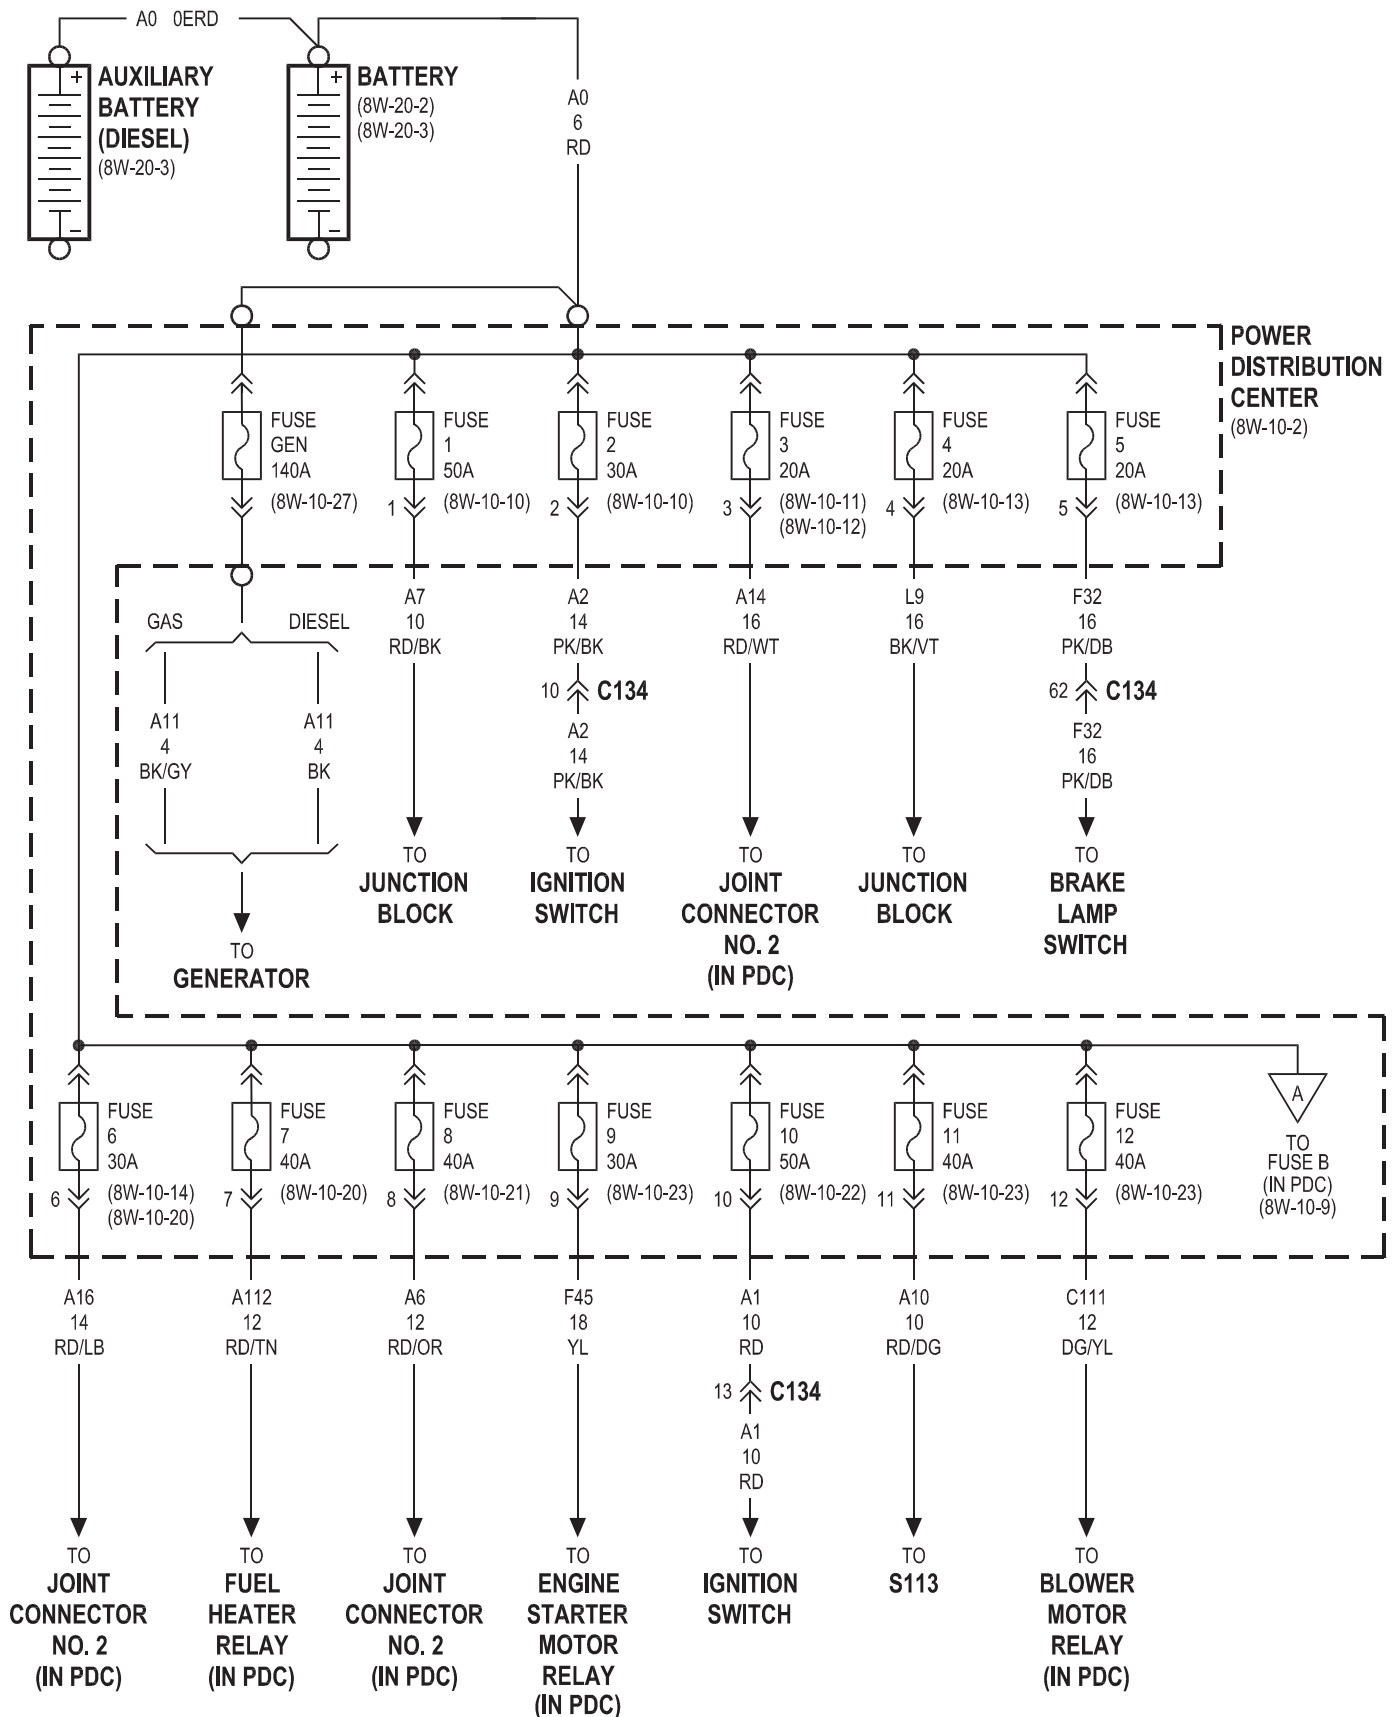 A0 0ERD
+
AUXILIARY
BATTERY
(DIESEL)
(8W-20-3)
-
+
BATTERY
(8W-20-2)
(8W-20-3)
-
A0
6
RD
POWER
DISTRIBUTION
CENTER
(8W-10-2)
FUSE
GEN
140A
(8W-10-27)
FUSE
1
50A
(8W-10-10)
1
FUSE
2
30A
(8W-10-10)
2
FUSE
3
20A
(8W-10-11)
(8W-10-12)
3
FUSE
4
20A
(8W-10-13)
4
FUSE
5
20A
(8W-10-13)
5
GAS
DIESEL
A11
4
BK/GY
A11
4
BK
TO
GENERATOR
A7
10
RD/BK
TO
JUNCTION
BLOCK
A2
14
PK/BK
10 C134
A2
14
PK/BK
TO
IGNITION
SWITCH
A14
16
RD/WT
TO
JOINT
CONNECTOR
NO. 2
(IN PDC)
L9
16
BK/VT
TO
JUNCTION
BLOCK
F32
16
PK/DB
62 C134
F32
16
PK/DB
TO
BRAKE
LAMP
SWITCH
FUSE
6
30A
(8W-10-14)
(8W-10-20)
6
FUSE
7
40A
(8W-10-20)
7
FUSE
8
40A
(8W-10-21)
8
FUSE
9
30A
(8W-10-23)
9
FUSE
10
50A
(8W-10-22)
10
FUSE
11
40A
(8W-10-23)
11
FUSE
12
40A
(8W-10-23)
12
A
TO
FUSE B
(IN PDC)
(8W-10-9)
A16
14
RD/LB
TO
JOINT
CONNECTOR
NO. 2
(IN PDC)
A112
12
RD/TN
TO
FUEL
HEATER
RELAY
(IN PDC)
A6
12
RD/OR
TO
JOINT
CONNECTOR
NO. 2
(IN PDC)
F45
18
YL
TO
ENGINE
STARTER
MOTOR
RELAY
(IN PDC)
A1
10
RD
13 C134
A1
10
RD
TO
IGNITION
SWITCH
A10
10
RD/DG
TO
S113
C111
12
DG/YL
TO
BLOWER
MOTOR
RELAY
(IN PDC)